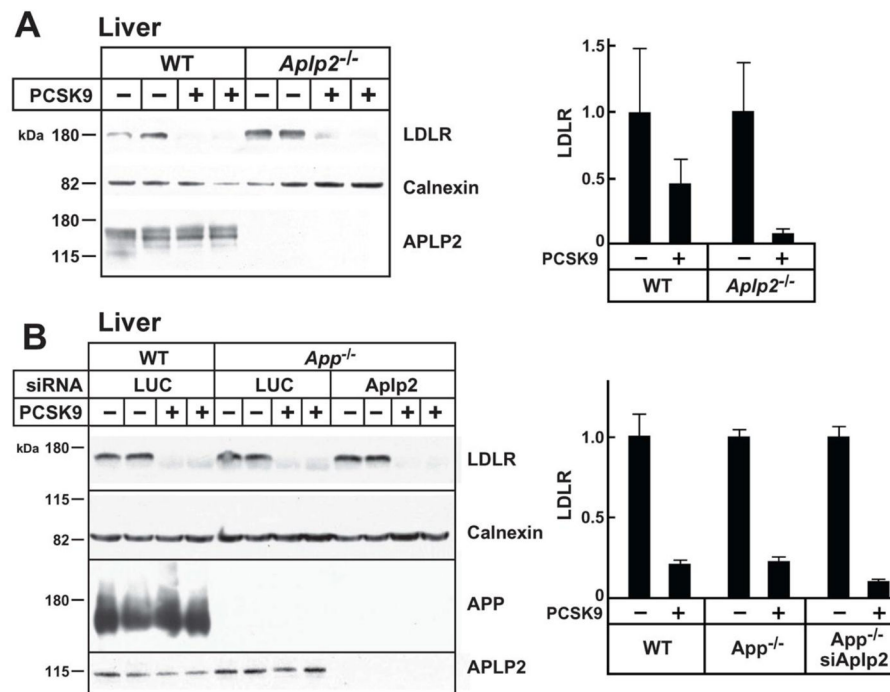 A
Liver
WT Aplp2-/-
PCSK9 – – + + – – + +
kDa 180 LDLR
82 Calnexin
180 APLP2
115
1.5
1.0
0.5
0
LDLR
PCSK9 – + – +
WT Aplp2-/-
B
Liver
WT App-/-
siRNA LUC LUC Aplp2
PCSK9 – – + + – – + + – – + +
kDa 180 LDLR
115
82 Calnexin
180 APP
115 APLP2
1.0
0.5
0
LDLR
PCSK9 – + – + – +
WT App-/- App-/-
siAplp2